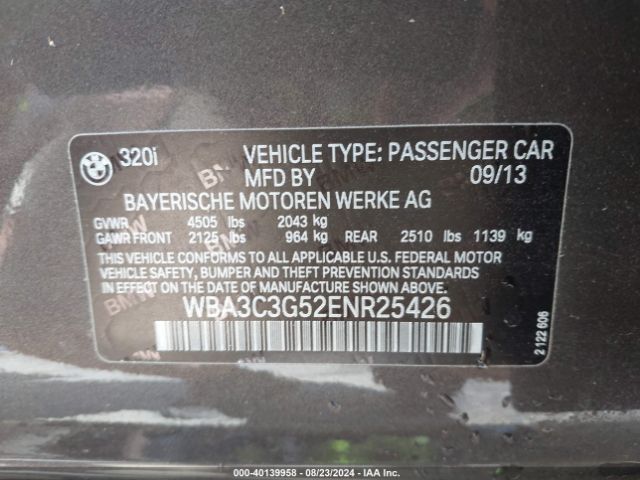 320i VEHICLE TYPE: PASSENGER CAR
MFD BY 09/13
BAYERISCHE MOTOREN WERKE AG
GVWR 4505 lbs 2043 kg
GAWR FRONT 2125 lbs 964 kg REAR 2510 lbs 1139 kg
THIS VEHICLE CONFORMS TO ALL APPLICABLE U.S. FEDERAL MOTOR
VEHICLE SAFETY, BUMPER AND THEFT PREVENTION STANDARDS IN
EFFECT ON THE DATE OF MANUFACTURE SHOWN ABOVE.
WBA3C3G52ENR25426
2 122 606
000 - 40139958 - 08/23/2024 - IAA Inc.